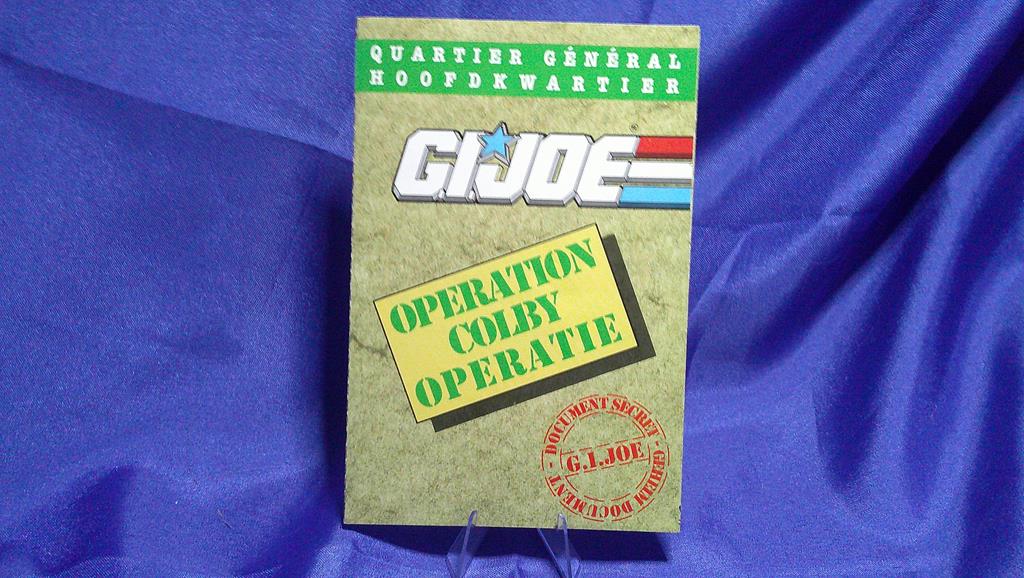 QUARTIER GÉNÉRAL
HOOFDKWARTIER
G.I.JOE
®
OPERATION
COLBY
OPERATIE
DOCUMENT SECRET
G.I.JOE
GEHEIM DOCUMENT